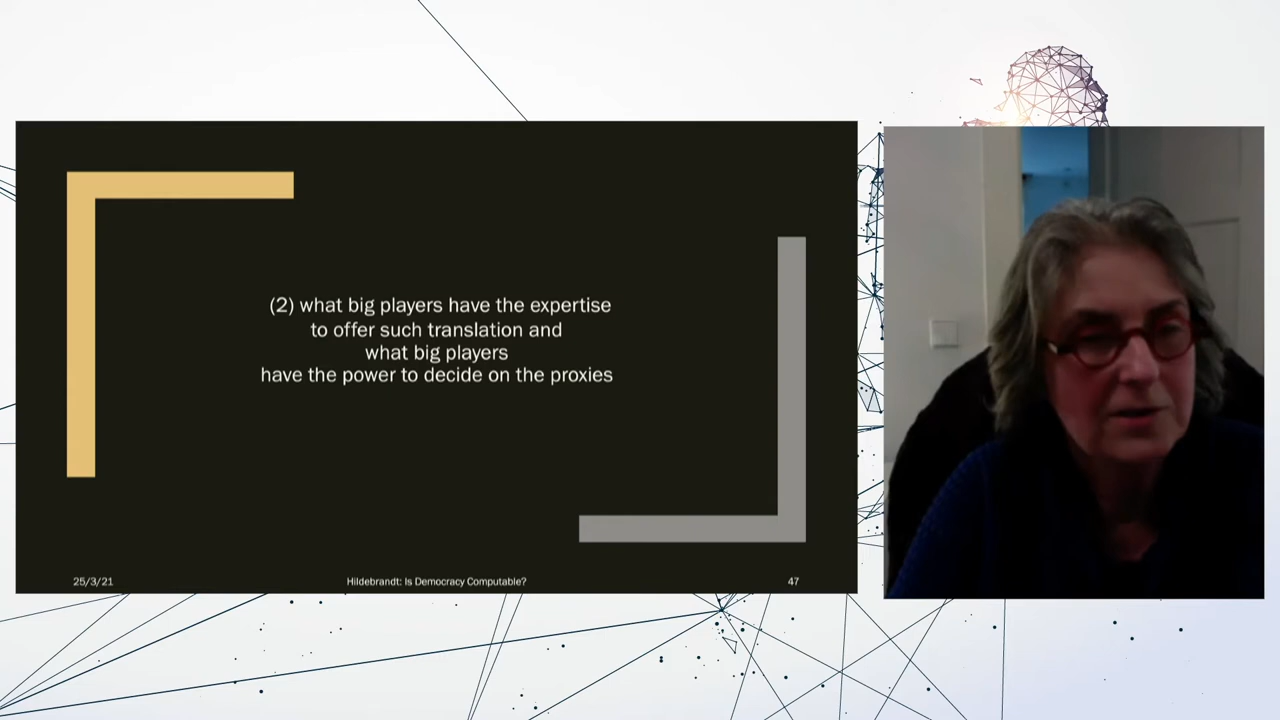 (2) what big players have the expertise
to offer such translation and
what big players
have the power to decide on the proxies
25/3/21
Hildebrandt: Is Democracy Computable?
47